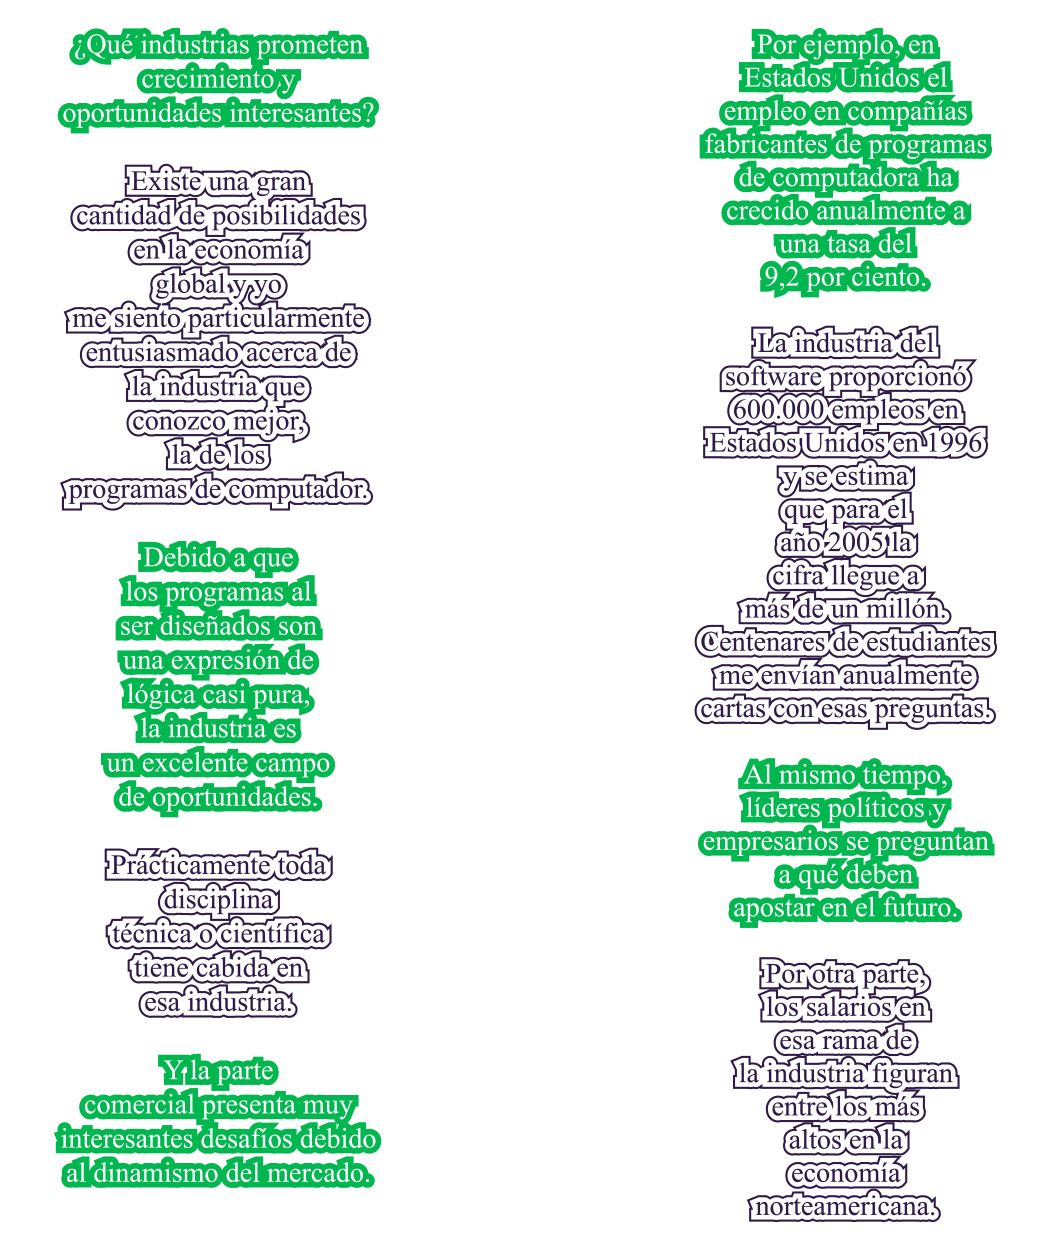 ¿Qué industrias prometen
crecimiento y
oportunidades interesantes?
Existe una gran
cantidad de posibilidades
en la economía
global y yo
me siento particularmente
entusiasmado acerca de
la industria que
conozco mejor,
la de los
programas de computador.
Debido a que
los programas al
ser diseñados son
una expresión de
lógica casi pura,
la industria es
un excelente campo
de oportunidades.
Prácticamente toda
disciplina
técnica o científica
tiene cabida en
esa industria.
Y la parte
comercial presenta muy
interesantes desafíos debido
al dinamismo del mercado.
Por ejemplo, en
Estados Unidos el
empleo en compañías
fabricantes de programas
de computadora ha
crecido anualmente a
una tasa del
9,2 por ciento.
La industria del
software proporcionó
600.000 empleos en
Estados Unidos en 1996
y se estima
que para el
año 2005 la
cifra llegue a
más de un millón.
Centenares de estudiantes
me envían anualmente
cartas con esas preguntas.
Al mismo tiempo,
líderes políticos y
empresarios se preguntan
a qué deben
apostar en el futuro.
Por otra parte,
los salarios en
esa rama de
la industria figuran
entre los más
altos en la
economía
norteamericana.